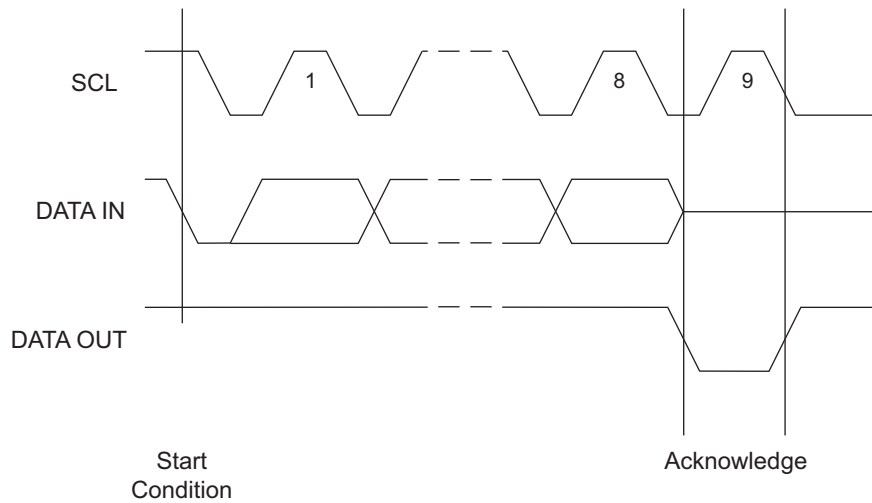 SCL
1
8
9
DATA IN
DATA OUT
Start
Condition
Acknowledge